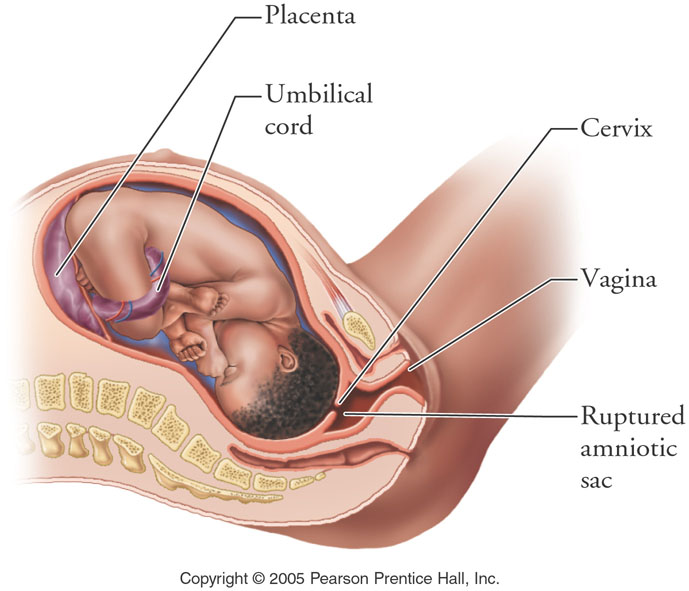 Placenta
Umbilical
cord
Cervix
Vagina
Ruptured
amniotic
sac
Copyright © 2005 Pearson Prentice Hall, Inc.